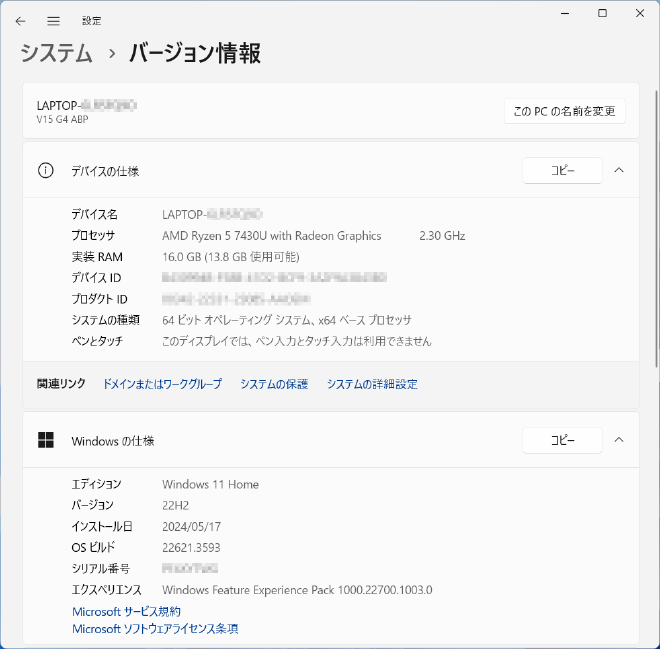 設定
システム › バージョン情報
LAPTOP-
V15 G4 ABP
この PC の名前を変更
デバイスの仕様
コピー
デバイス名 LAPTOP-
プロセッサ AMD Ryzen 5 7430U with Radeon Graphics 2.30 GHz
実装 RAM 16.0 GB (13.8 GB 使用可能)
デバイス ID
プロダクト ID
システムの種類 64 ビット オペレーティング システム、x64 ベース プロセッサ
ペンとタッチ このディスプレイでは、ペン入力とタッチ入力は利用できません
関連リンク ドメインまたはワークグループ システムの保護 システムの詳細設定
Windows の仕様
コピー
エディション Windows 11 Home
バージョン 22H2
インストール日 2024/05/17
OS ビルド 22621.3593
シリアル番号
エクスペリエンス Windows Feature Experience Pack 1000.22700.1003.0
Microsoft サービス規約
Microsoft ソフトウェアライセンス条項